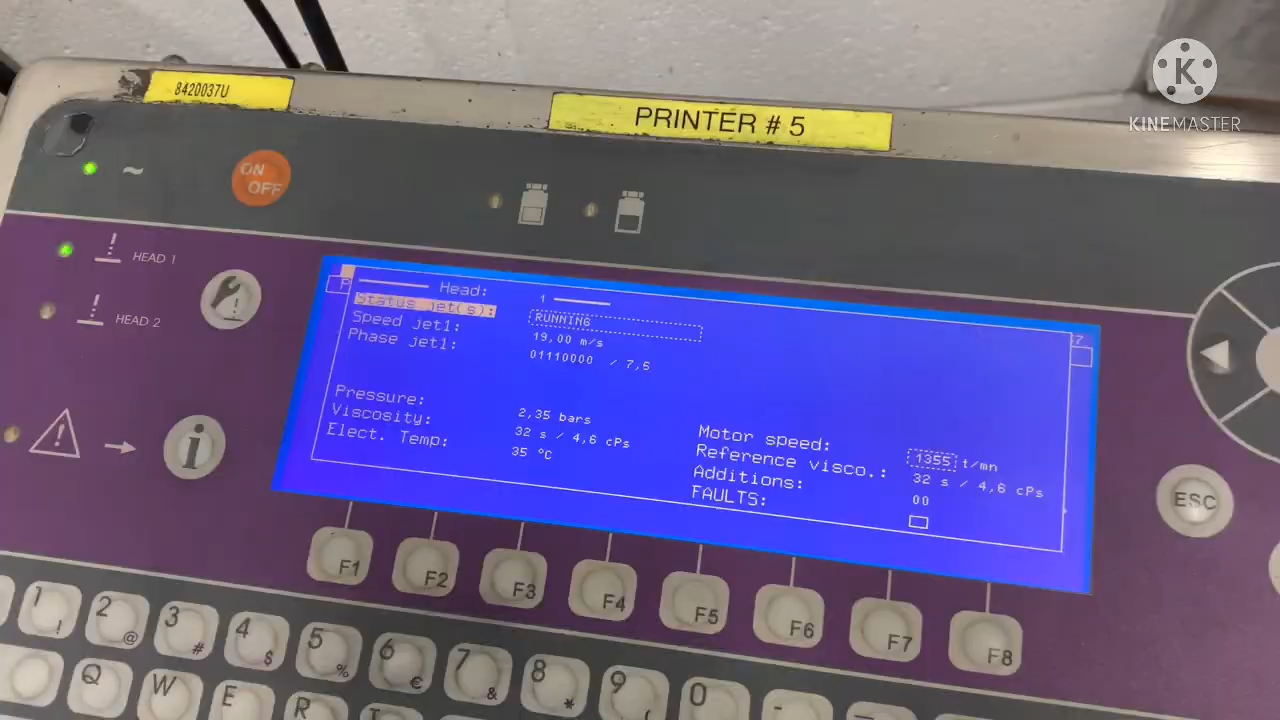 8420037U
PRINTER # 5
K
KINEMASTER
ON
OFF
HEAD 1
HEAD 2
Head: 1
Status jet(s): RUNNING
Speed jet1: 19,00 m/s
Phase jet1: 01110000 / 7,5
Pressure: 2,35 bars
Viscosity: 32 s / 4,6 cPs
Elect. Temp: 35 °C
Motor speed: 1355 t/mn
Reference visco.: 32 s / 4,6 cPs
Additions: 00
FAULTS:
i
ESC
F1 F2 F3 F4 F5 F6 F7 F8
1 ! 2 @ 3 # 4 $ 5 % 6 € 7 & 8 * 9 ( 0 -
Q W E R